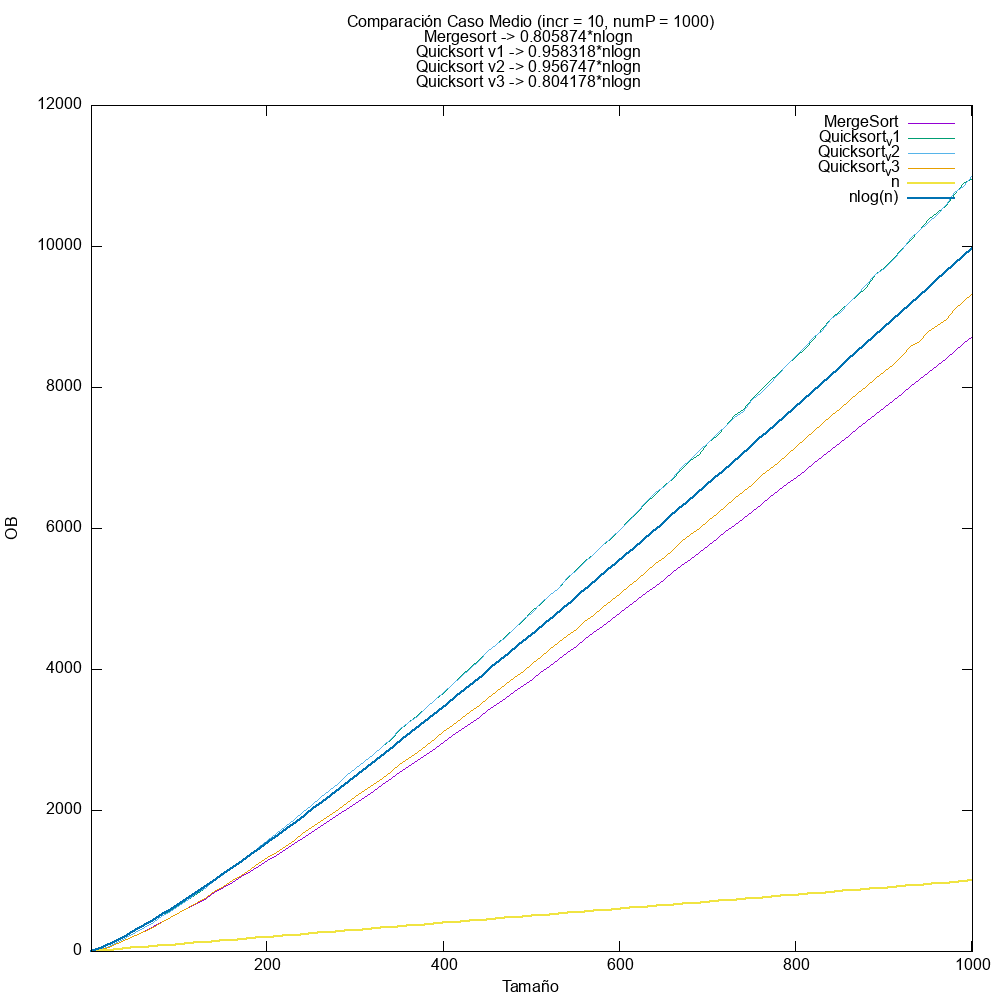 Comparación Caso Medio (incr = 10, numP = 1000)
Mergesort -> 0.805874*nlogn
Quicksort v1 -> 0.958318*nlogn
Quicksort v2 -> 0.956747*nlogn
Quicksort v3 -> 0.804178*nlogn
12000
10000
8000
6000
4000
2000
0
OB
MergeSort
Quicksortv1
Quicksortv2
Quicksortv3
n
nlog(n)
200
400
600
800
1000
Tamaño